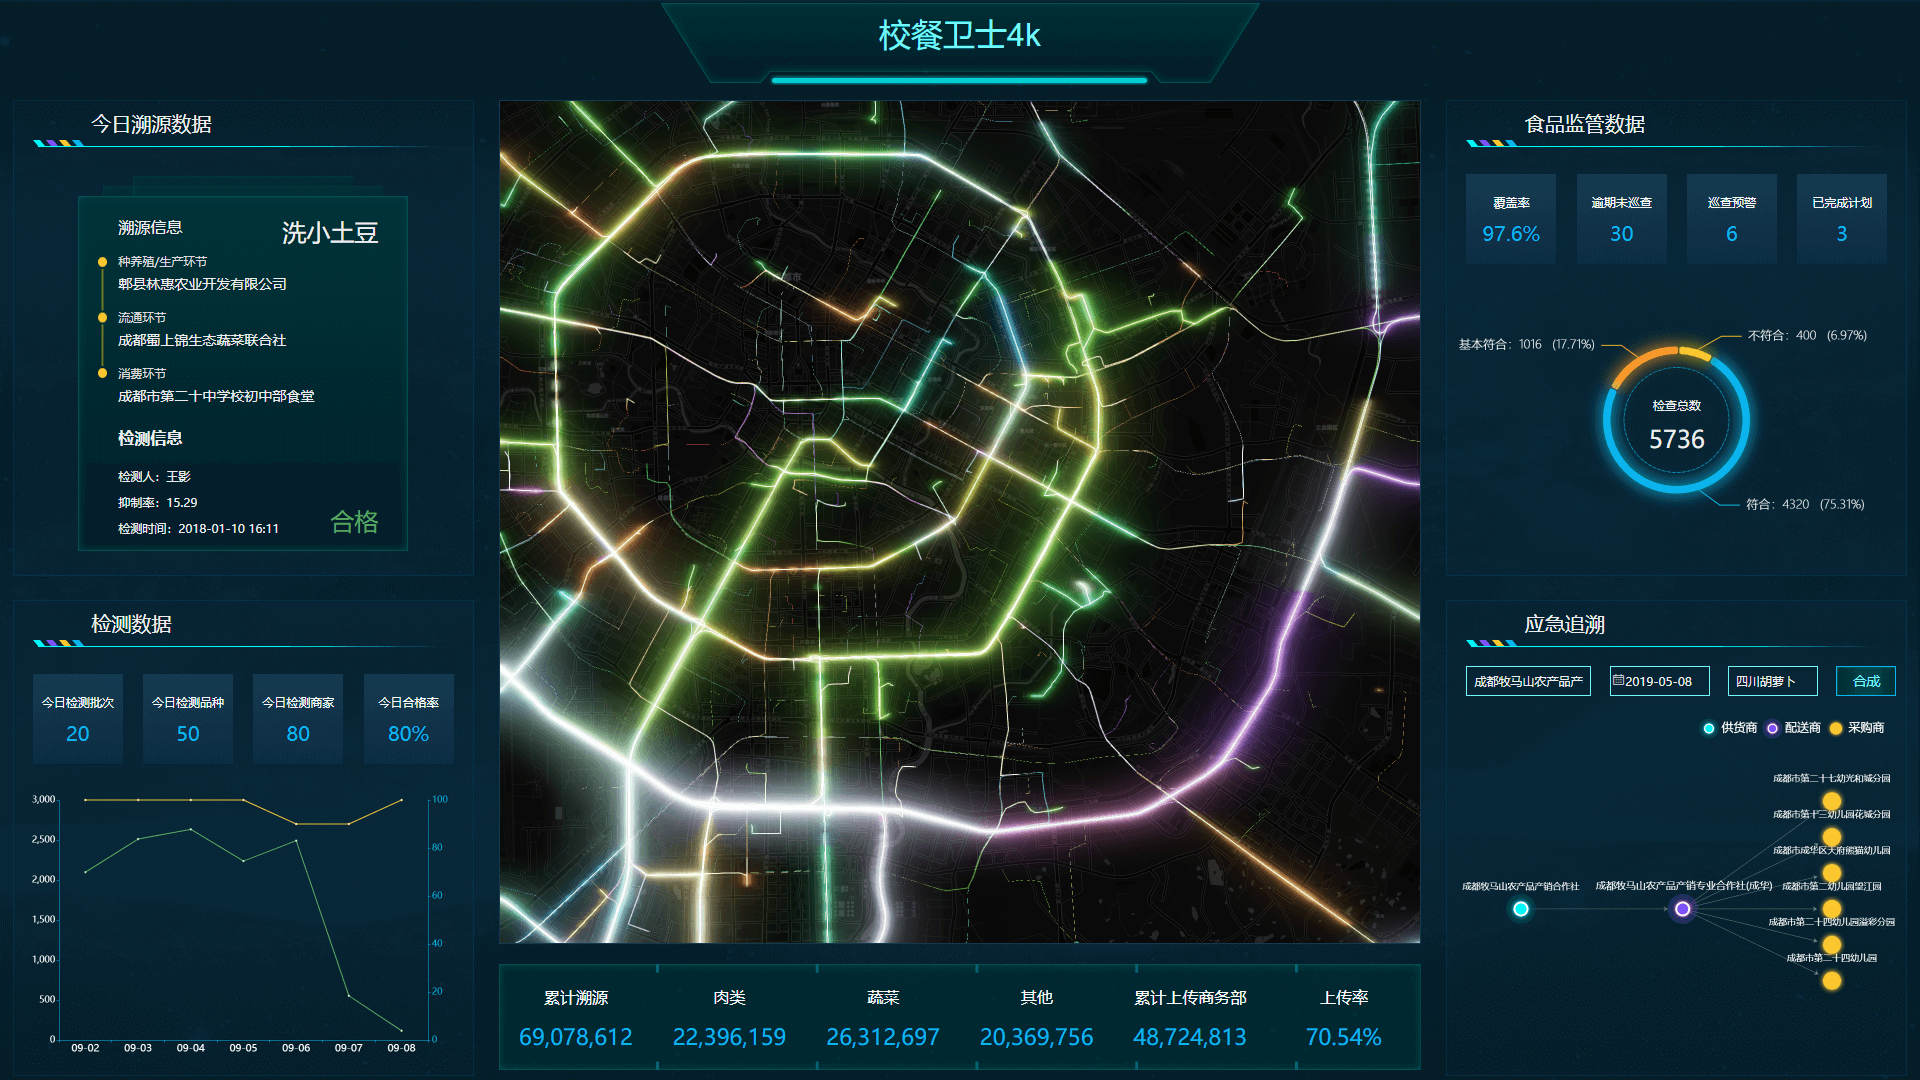 校餐卫士4k
今日溯源数据
溯源信息
洗小土豆
种养殖/生产环节
郫县林惠农业开发有限公司
流通环节
成都蜀上锦生态蔬菜联合社
消费环节
成都市第二十中学校初中部食堂
检测信息
检测人：王影
抑制率：15.29
检测时间：2018-01-10 16:11
合格
检测数据
今日检测批次 今日检测品种 今日检测商家 今日合格率
20 50 80 80%
3,000 100
2,500
80
2,000
60
1,500
40
1,000
20
500
0 0
09-02 09-03 09-04 09-05 09-06 09-07 09-08
累计溯源 肉类 蔬菜 其他 累计上传商务部 上传率
69,078,612 22,396,159 26,312,697 20,369,756 48,724,813 70.54%
食品监管数据
覆盖率 逾期未巡查 巡查预警 已完成计划
97.6% 30 6 3
不符合：400 (6.97%)
基本符合：1016 (17.71%)
检查总数
5736
符合：4320 (75.31%)
应急追溯
成都牧马山农产品产 2019-05-08 四川胡萝卜 合成
供货商 配送商 采购商
成都市第二十七幼光和城分园
成都市第十三幼儿园花城分园
成都市成华区天府熊猫幼儿园
成都牧马山农产品产销合作社 成都牧马山农产品产销专业合作社(成华) 成都市第二幼儿园望江园
成都市第二十四幼儿园溢彩分园
成都市第二十四幼儿园